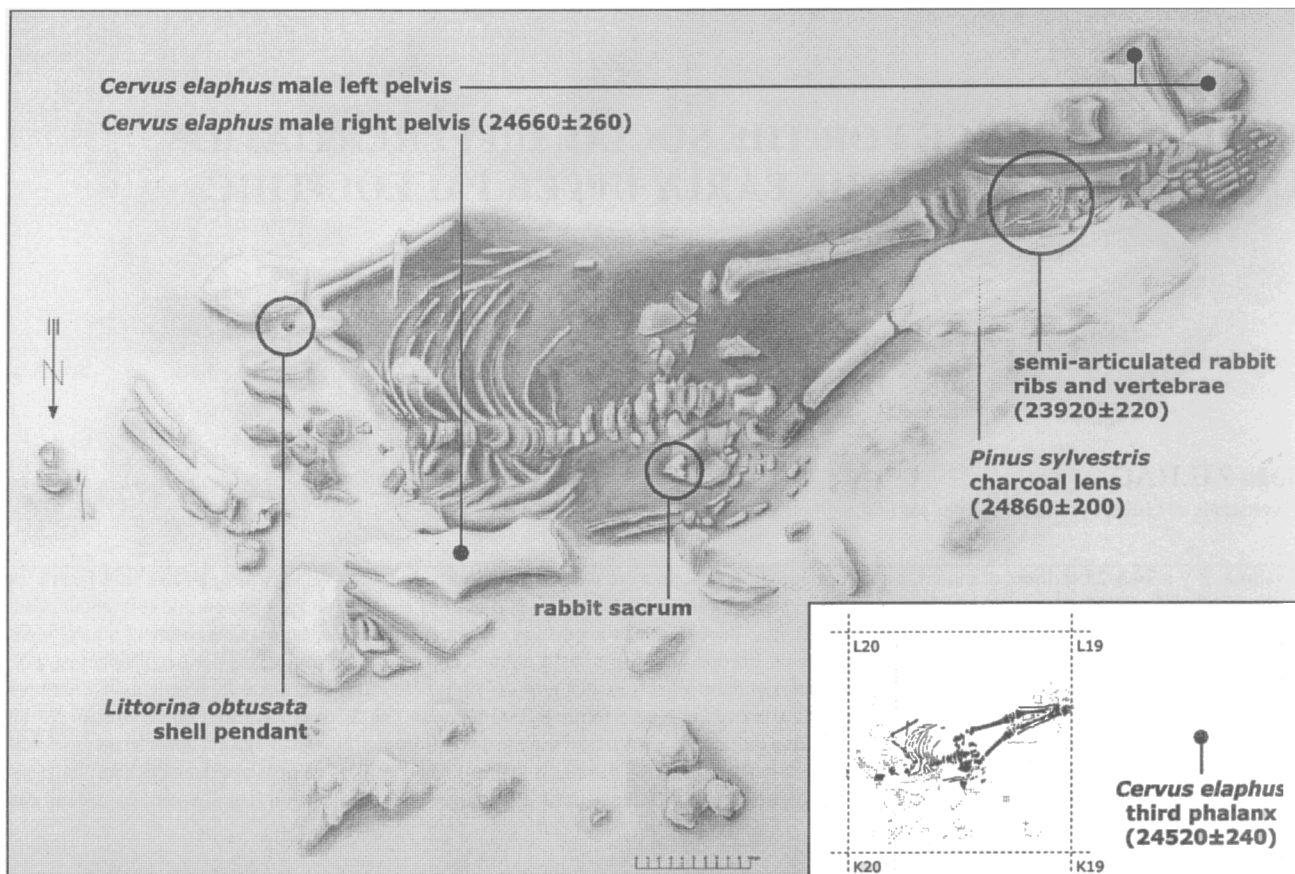 Cervus elaphus male left pelvis
Cervus elaphus male right pelvis (24660±260)
N
semi-articulated rabbit
ribs and vertebrae
(23920±220)
Pinus sylvestris
charcoal lens
(24860±200)
rabbit sacrum
Littorina obtusata
shell pendant
L20
L19
Cervus elaphus
third phalanx
(24520±240)
K20
K19